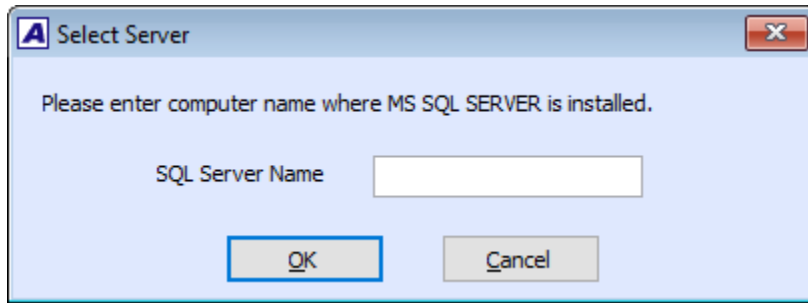 A Select Server
Please enter computer name where MS SQL SERVER is installed.
SQL Server Name
OK Cancel